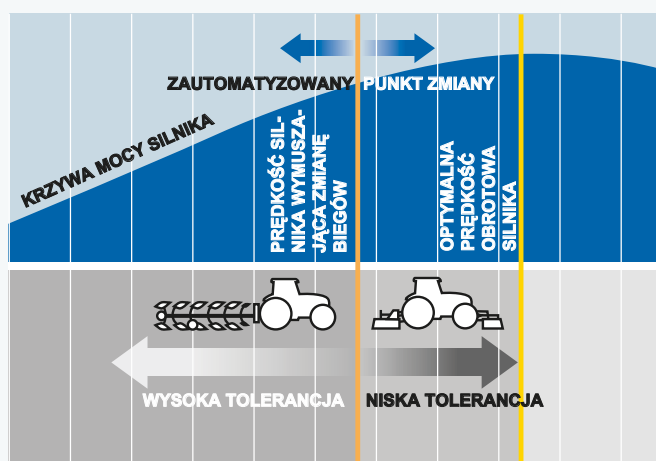 ZAUTOMATYZOWANY PUNKT ZMIANY
KRZYWA MOCY SILNIKA
PRĘDKOŚĆ SIL-
NIKA WYMUSZA-
JĄCA ZMIANĘ
BIEGÓW
OPTYMALNA
PRĘDKOŚĆ
OBROTOWA
SILNIKA
WYSOKA TOLERANCJA
NISKA TOLERANCJA